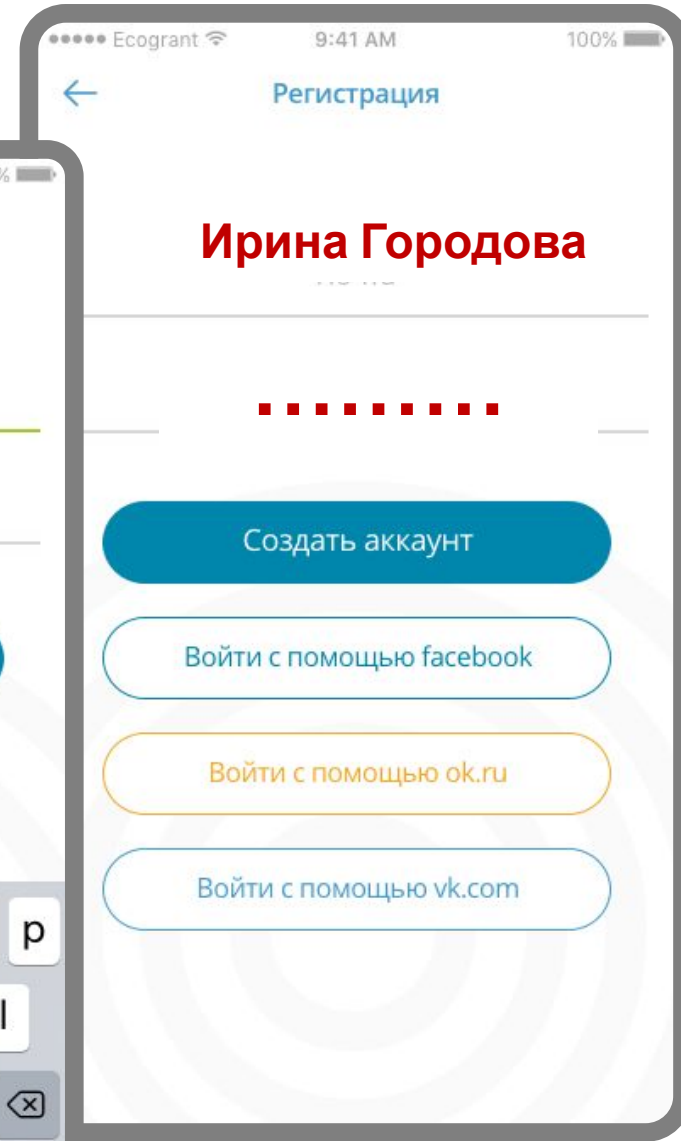 ●●●●● Ecogrant 9:41 AM 100%
Регистрация
%
Ирина Городова
.........
Создать аккаунт
Войти с помощью facebook
Войти с помощью ok.ru
Войти с помощью vk.com
p
l